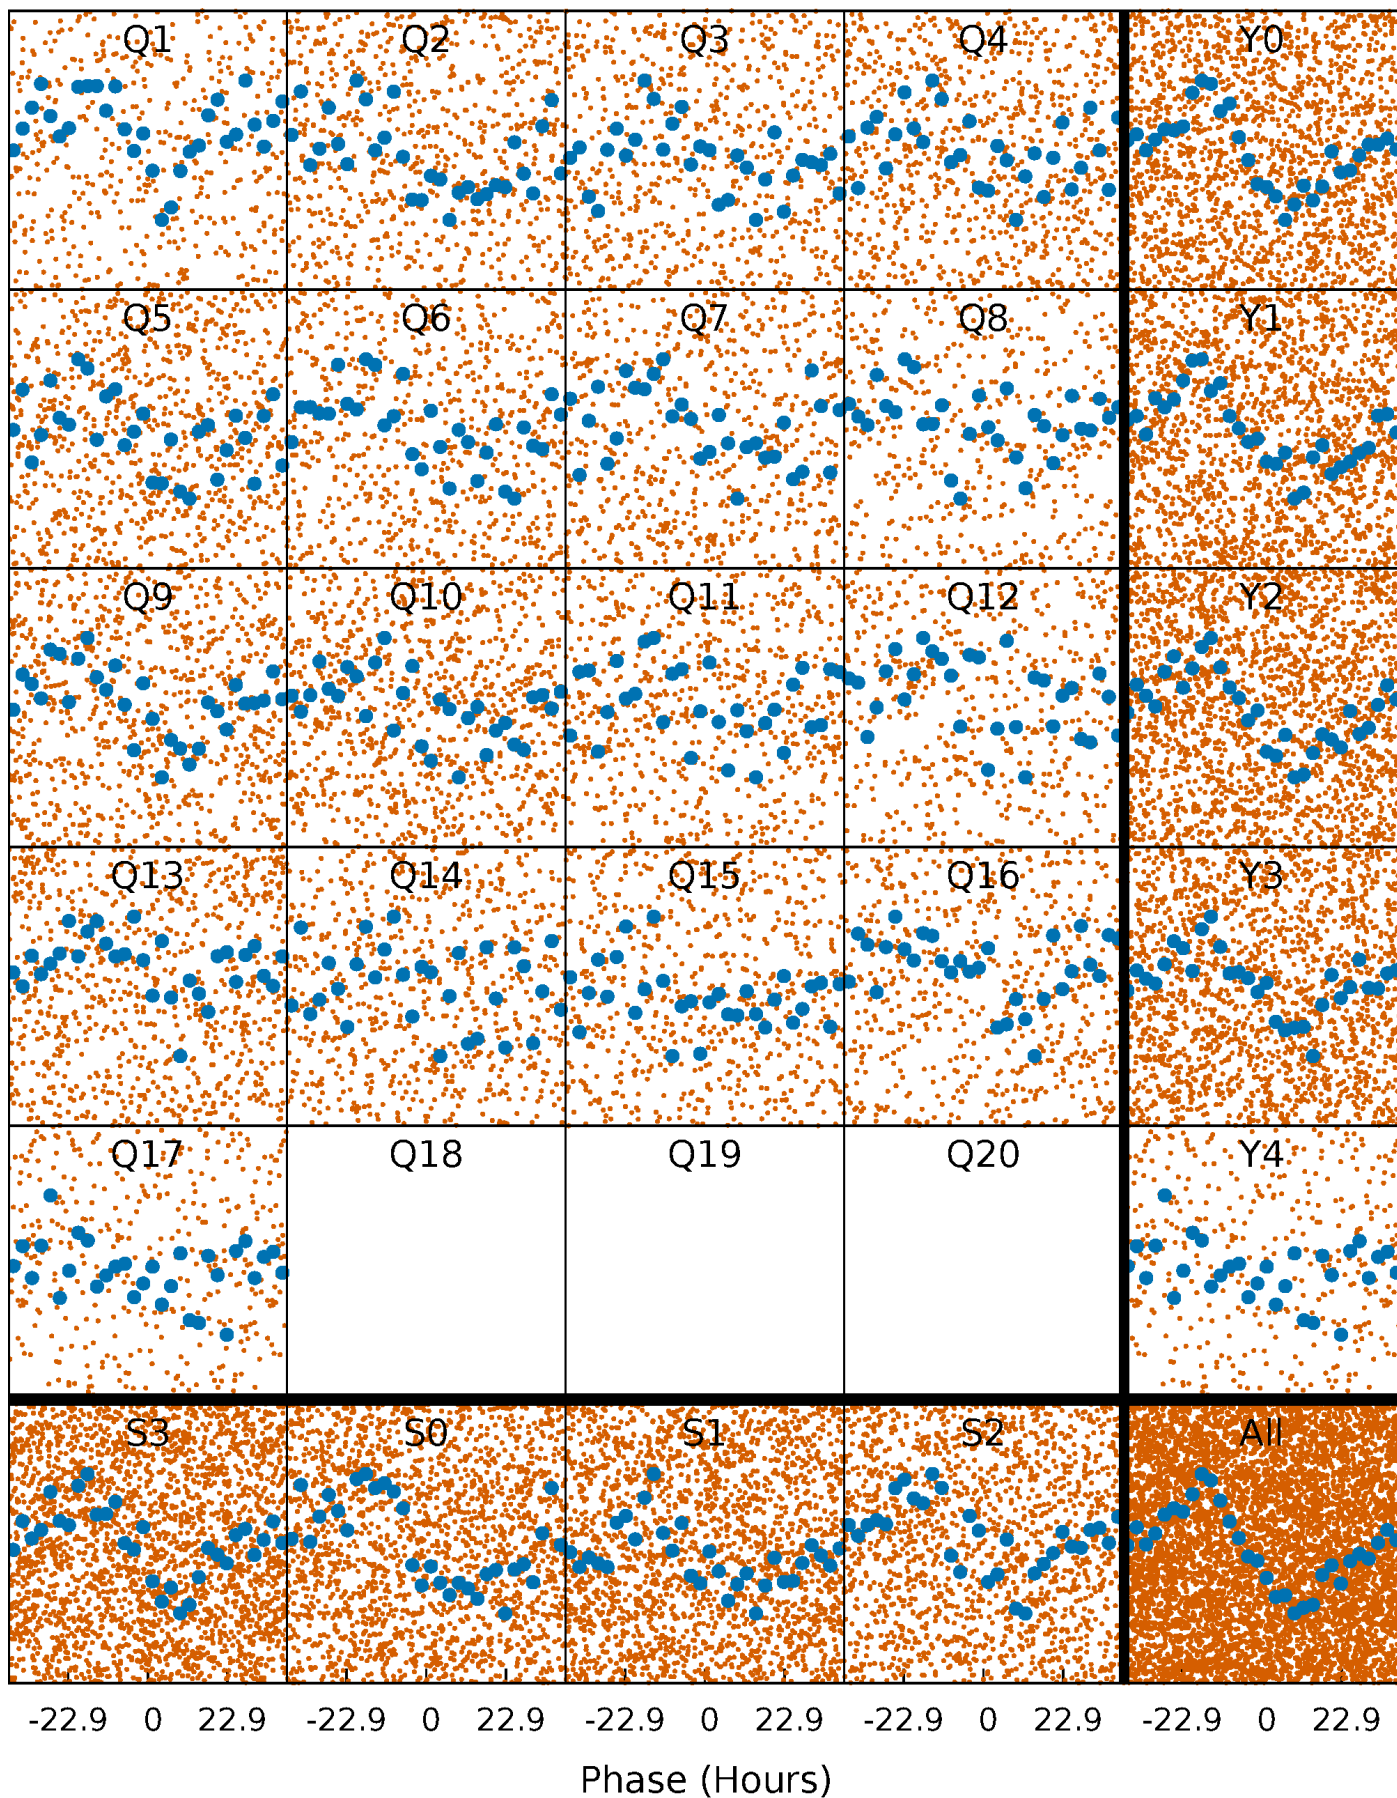 Q1 Q2 Q3 Q4 Y0
Q5 Q6 Q7 Q8 Y1
Q9 Q10 Q11 Q12 Y2
Q13 Q14 Q15 Q16 Y3
Q17 Q18 Q19 Q20 Y4
S3 S0 S1 S2 All
-22.9 0 22.9 -22.9 0 22.9 -22.9 0 22.9 -22.9 0 22.9 -22.9 0 22.9
Phase (Hours)